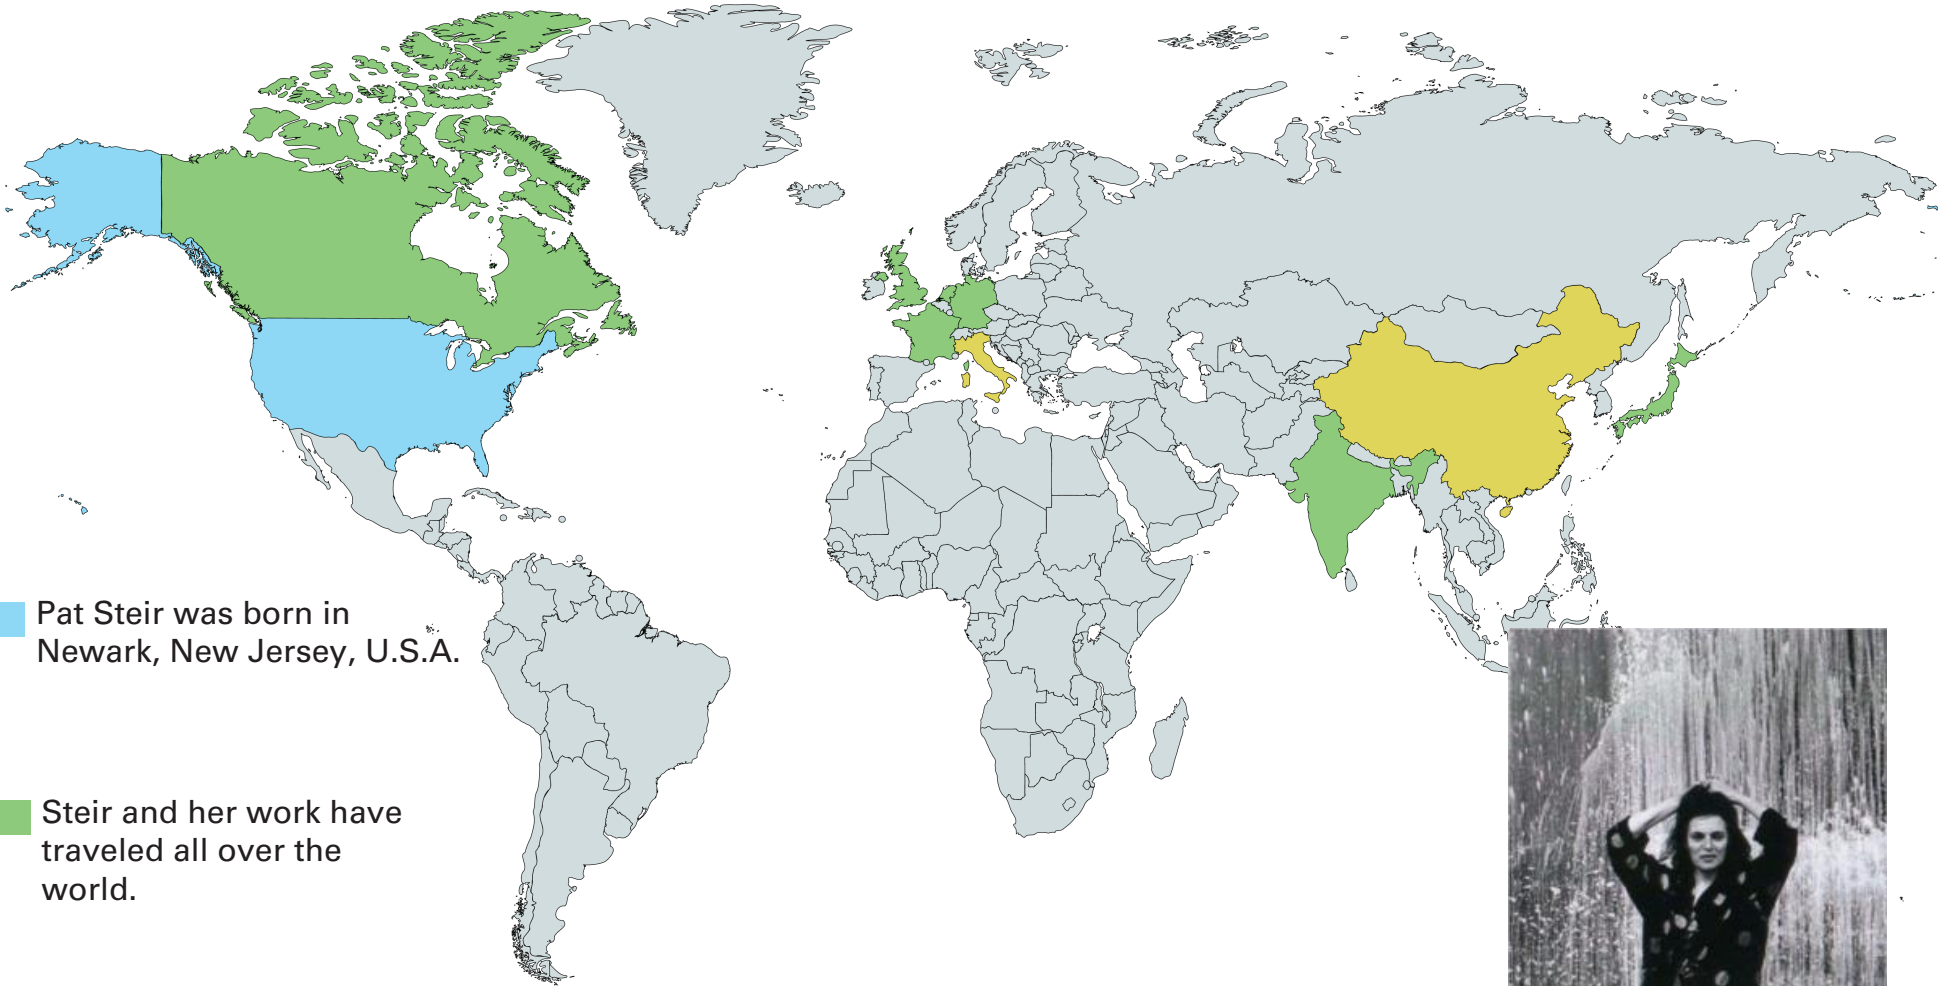 Pat Steir was born in
Newark, New Jersey, U.S.A.
Steir and her work have
traveled all over the
world.